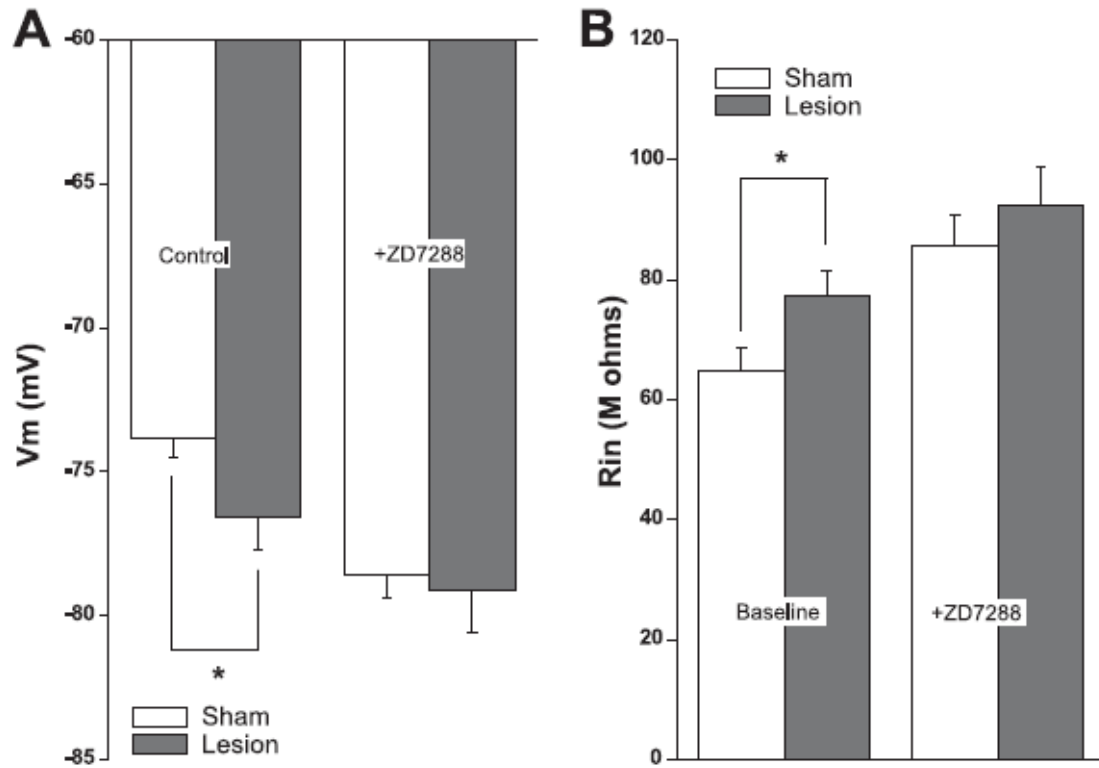 A
Vm (mV)
-60
-65
-70
-75
-80
-85
Control
+ZD7288
*
Sham
Lesion
B
Rin (M ohms)
120
100
80
60
40
20
0
Sham
Lesion
*
Baseline
+ZD7288